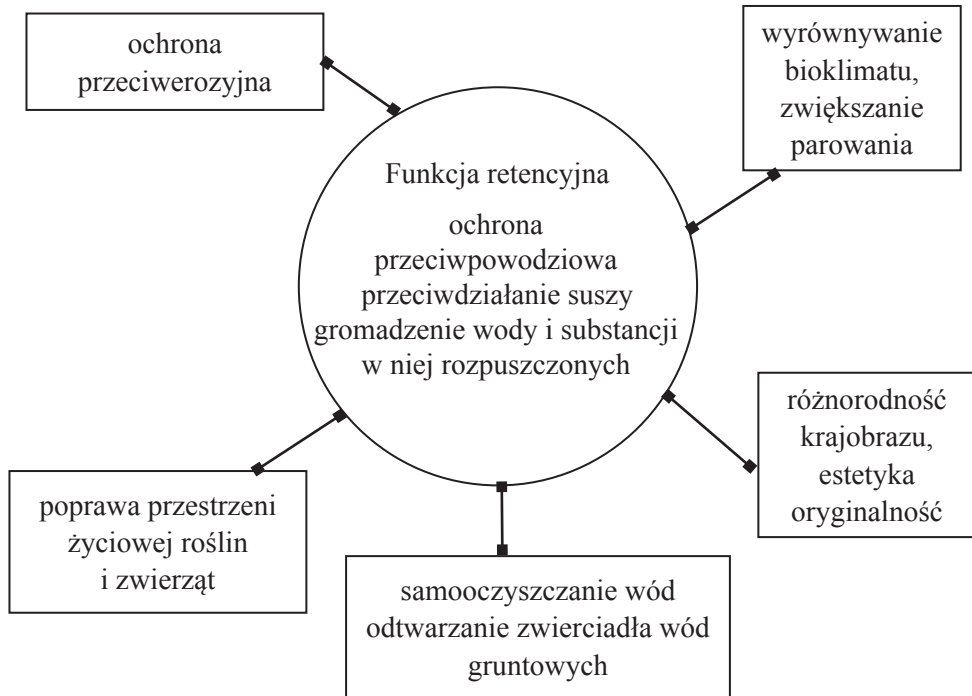 ochrona
przeciwerozyjna
wyrównywanie
bioklimatu,
zwiększanie
parowania
Funkcja retencyjna
ochrona
przeciwpowodziowa
przeciwdziałanie suszy
gromadzenie wody i substancji
w niej rozpuszczonych
różnorodność
krajobrazu,
estetyka
oryginalność
poprawa przestrzeni
życiowej roślin
i zwierząt
samooczyszczanie wód
odtwarzanie zwierciadła wód
gruntowych